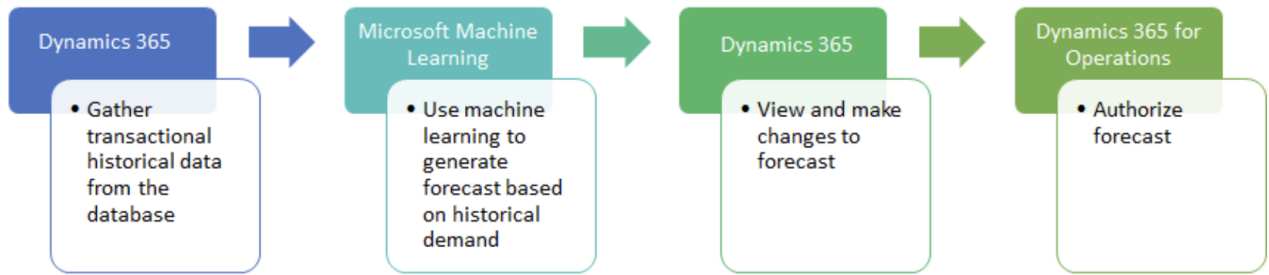 Dynamics 365
• Gather
transactional
historical data
from the
database
Microsoft Machine
Learning
• Use machine
learning to
generate
forecast based
on historical
demand
Dynamics 365
• View and make
changes to
forecast
Dynamics 365 for
Operations
• Authorize
forecast